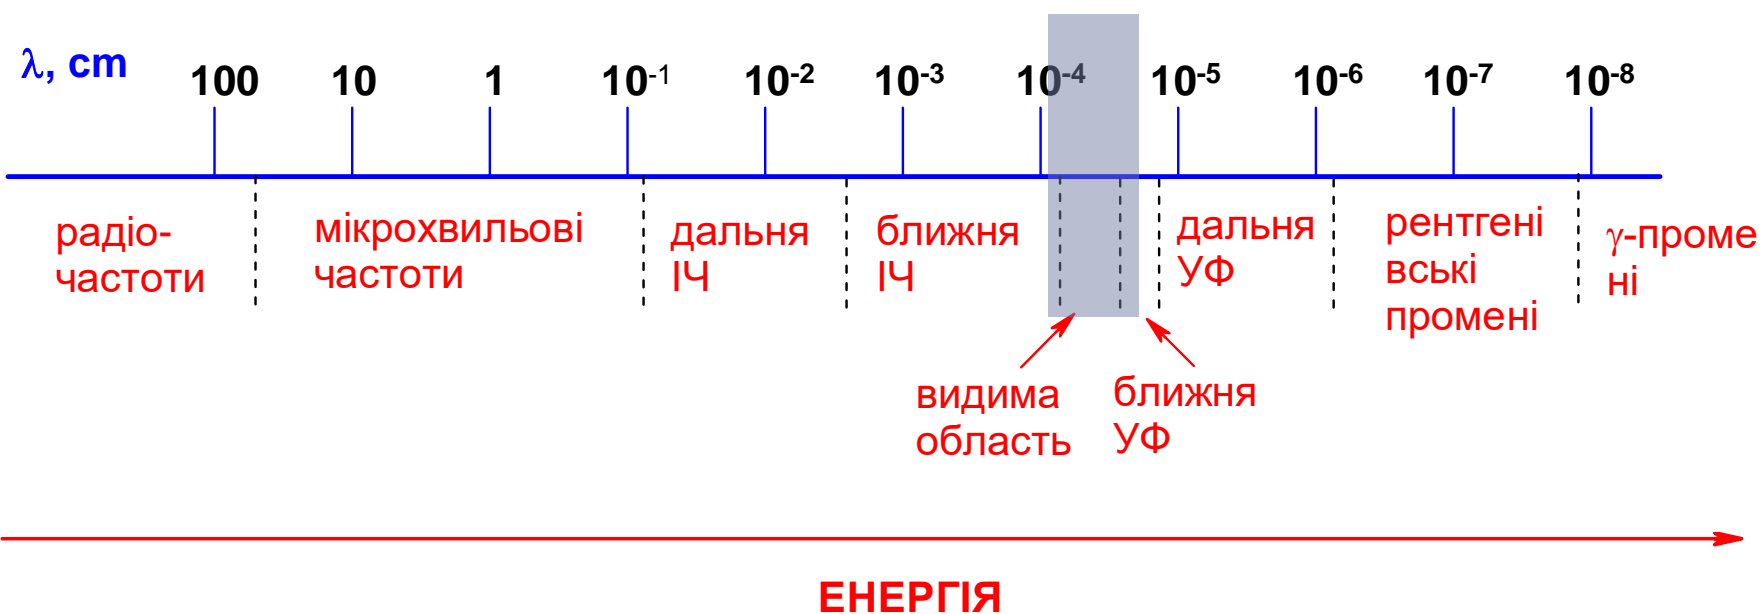 λ, cm 100 10 1 10⁻¹ 10⁻² 10⁻³ 10⁻⁴ 10⁻⁵ 10⁻⁶ 10⁻⁷ 10⁻⁸
радіо-
частоти
мікрохвильові
частоти
дальня
ІЧ
ближня
ІЧ
дальня
УФ
рентгені
вські
промені
γ-проме
ні
видима
область
ближня
УФ
ЕНЕРГІЯ